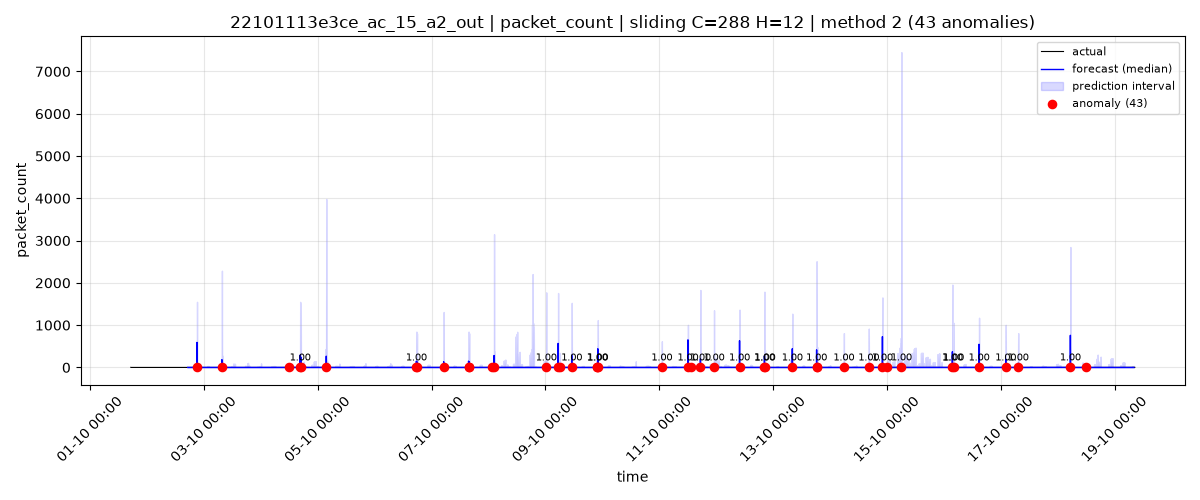 22101113e3ce_ac_15_a2_out | packet_count | sliding C=288 H=12 | method 2 (43 anomalies)
actual
forecast (median)
prediction interval
anomaly (43)
packet_count
7000
6000
5000
4000
3000
2000
1000
0
1.00 1.00 1.00 1.00 1.00 1.00 1.00 1.00 1.00 1.00 1.00 1.00 1.00 1.00 1.00 1.00 1.00 1.00 1.00 1.00
01-10 00:00
03-10 00:00
05-10 00:00
07-10 00:00
09-10 00:00
11-10 00:00
13-10 00:00
15-10 00:00
17-10 00:00
19-10 00:00
time